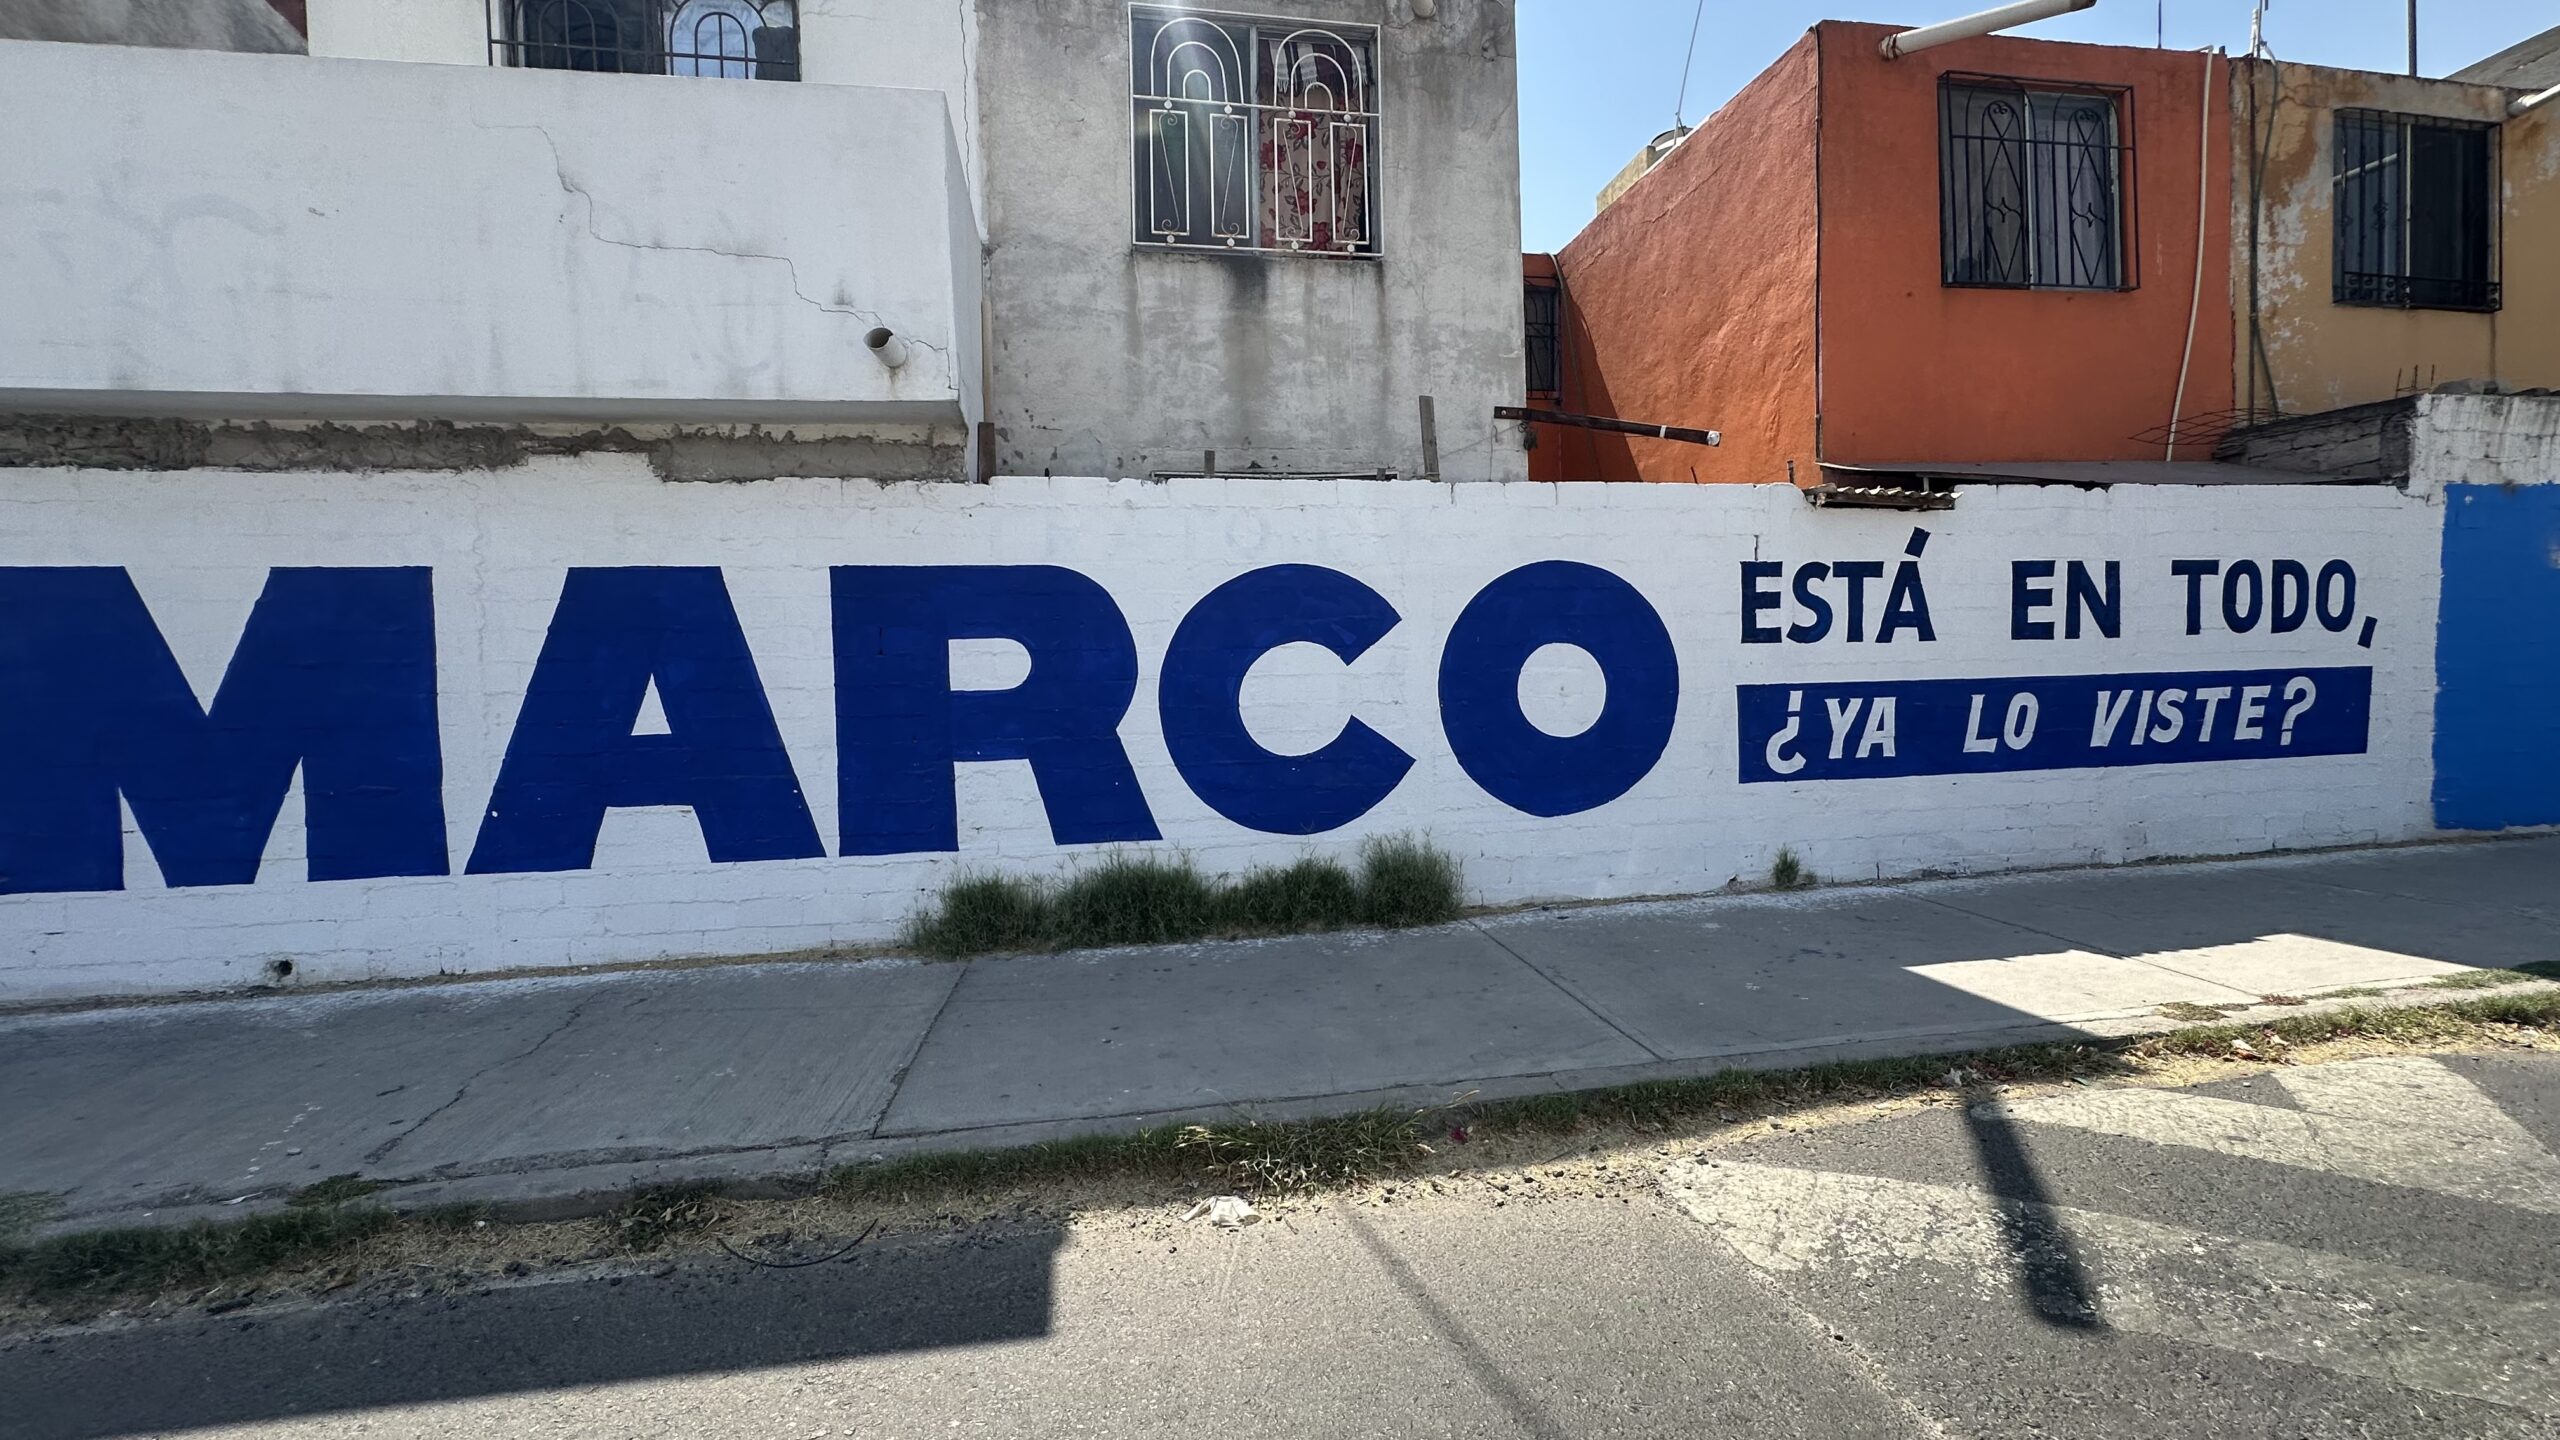 MARCO
ESTÁ EN TODO,
¿YA LO VISTE?